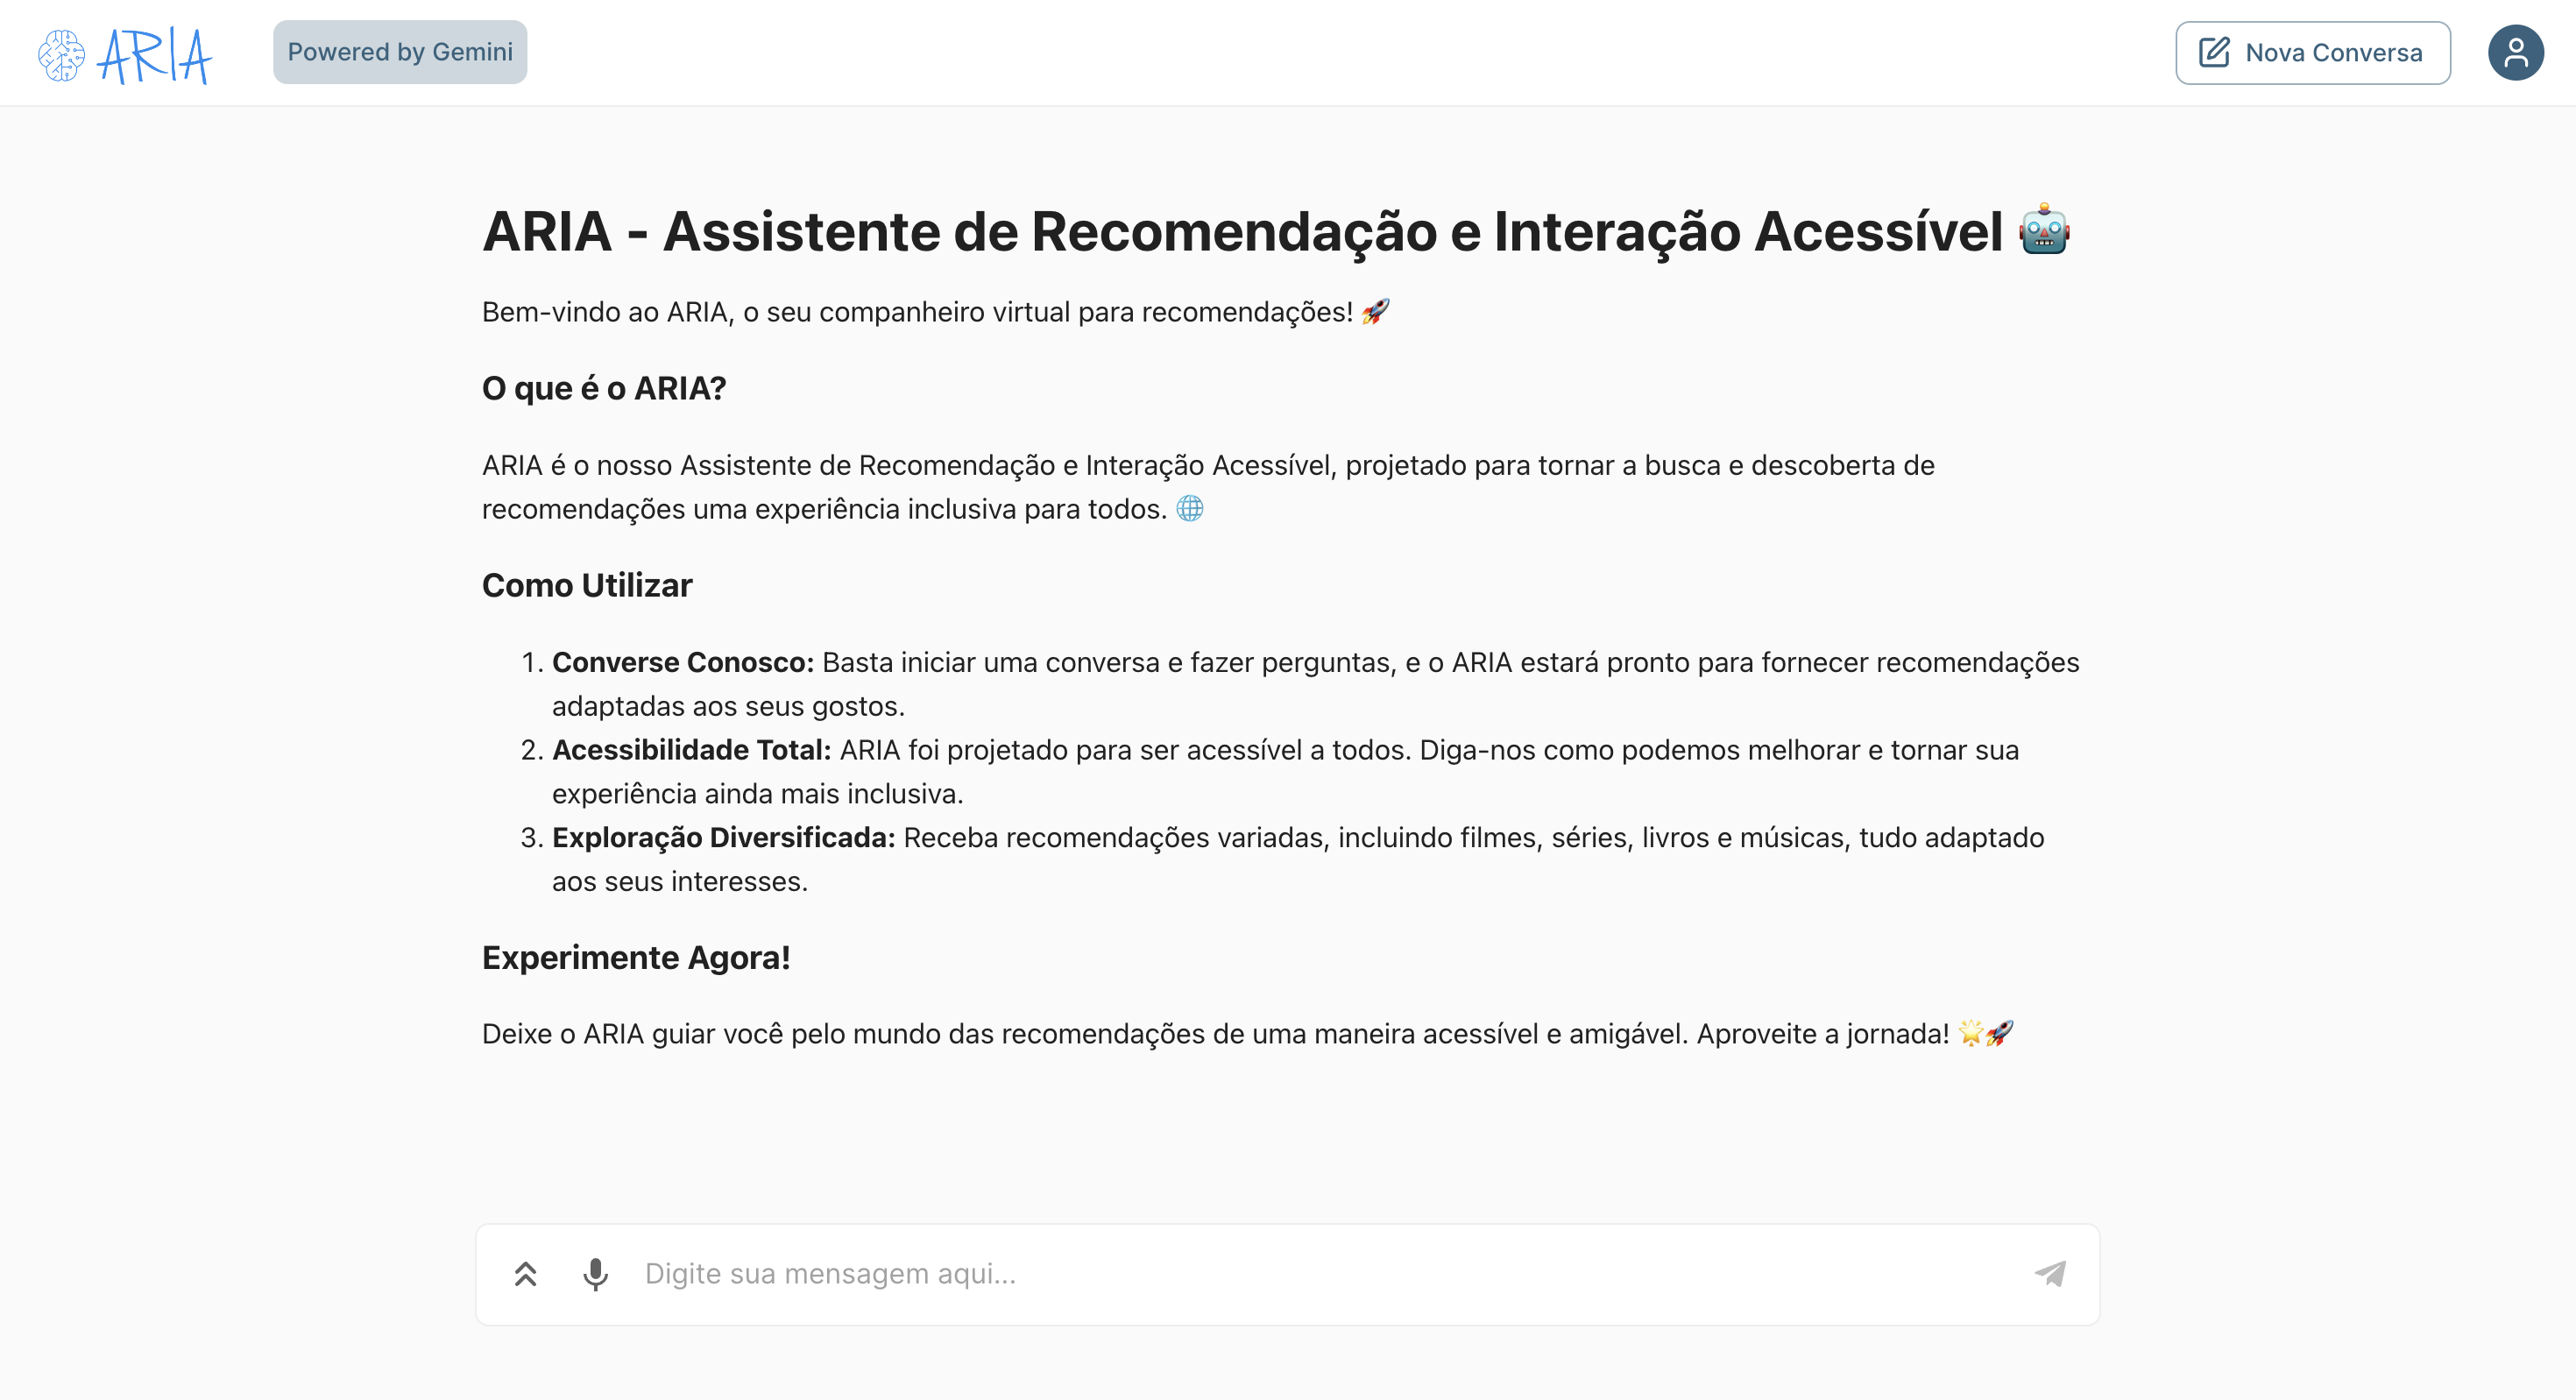 ARIA
Powered by Gemini
Nova Conversa
ARIA - Assistente de Recomendação e Interação Acessível 🤖
Bem-vindo ao ARIA, o seu companheiro virtual para recomendações! 🚀
O que é o ARIA?
ARIA é o nosso Assistente de Recomendação e Interação Acessível, projetado para tornar a busca e descoberta de
recomendações uma experiência inclusiva para todos. 🌐
Como Utilizar
1. Converse Conosco: Basta iniciar uma conversa e fazer perguntas, e o ARIA estará pronto para fornecer recomendações
adaptadas aos seus gostos.
2. Acessibilidade Total: ARIA foi projetado para ser acessível a todos. Diga-nos como podemos melhorar e tornar sua
experiência ainda mais inclusiva.
3. Exploração Diversificada: Receba recomendações variadas, incluindo filmes, séries, livros e músicas, tudo adaptado
aos seus interesses.
Experimente Agora!
Deixe o ARIA guiar você pelo mundo das recomendações de uma maneira acessível e amigável. Aproveite a jornada! 🌟🚀
Digite sua mensagem aqui...